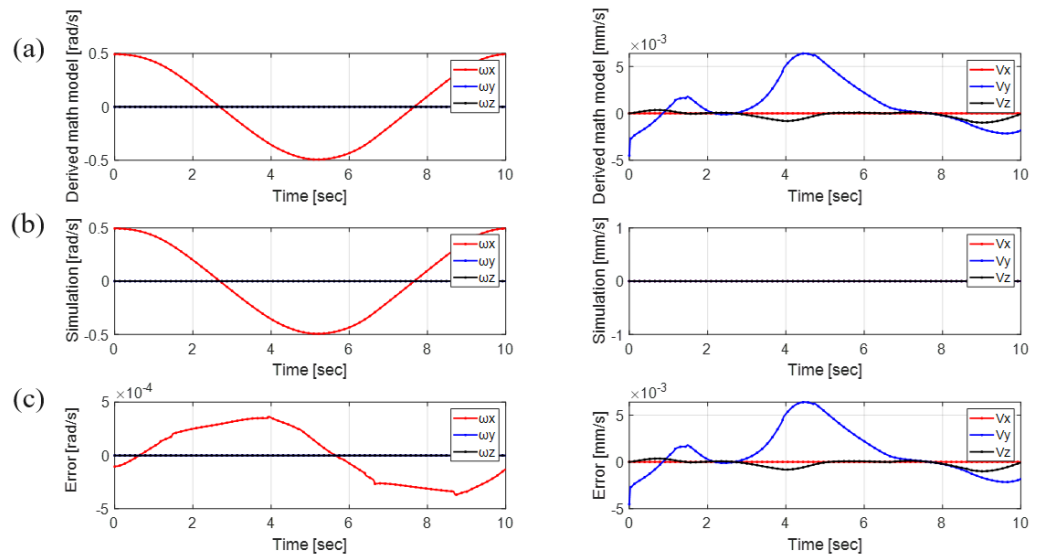 (a)
Derived math model [rad/s]
0.5
0
-0.5
0 2 4 6 8 10
Time [sec]
ωx
ωy
ωz
Derived math model [mm/s]
×10⁻³
5
0
-5
0 2 4 6 8 10
Time [sec]
Vx
Vy
Vz
(b)
Simulation [rad/s]
0.5
0
-0.5
0 2 4 6 8 10
Time [sec]
ωx
ωy
ωz
Simulation [mm/s]
1
0
-1
0 2 4 6 8 10
Time [sec]
Vx
Vy
Vz
(c)
Error [rad/s]
×10⁻⁴
5
0
-5
0 2 4 6 8 10
Time [sec]
ωx
ωy
ωz
Error [mm/s]
×10⁻³
5
0
-5
0 2 4 6 8 10
Time [sec]
Vx
Vy
Vz